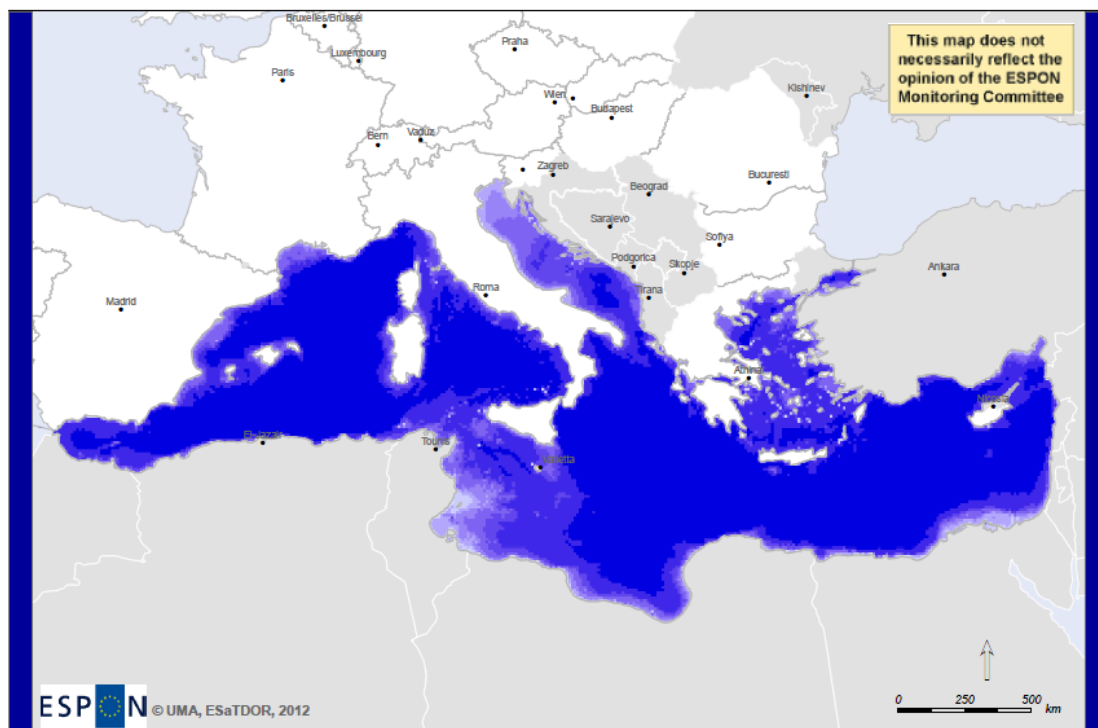 Bruxelles/Brüssel
Luxembourg
Paris
Praha
This map does not
necessarily reflect the
opinion of the ESPON
Monitoring Committee
Kishinev
Wien
Budapest
Bern
Vaduz
Zagreb
Beograd
Bucuresti
Sarajevo
Sofiya
Podgorica
Skopje
Ankara
Madrid
Roma
Tirana
Athinai
Nicosia
El-Jazair
Tounis
Valletta
ESPON © UMA, ESaTDOR, 2012
0 250 500
km